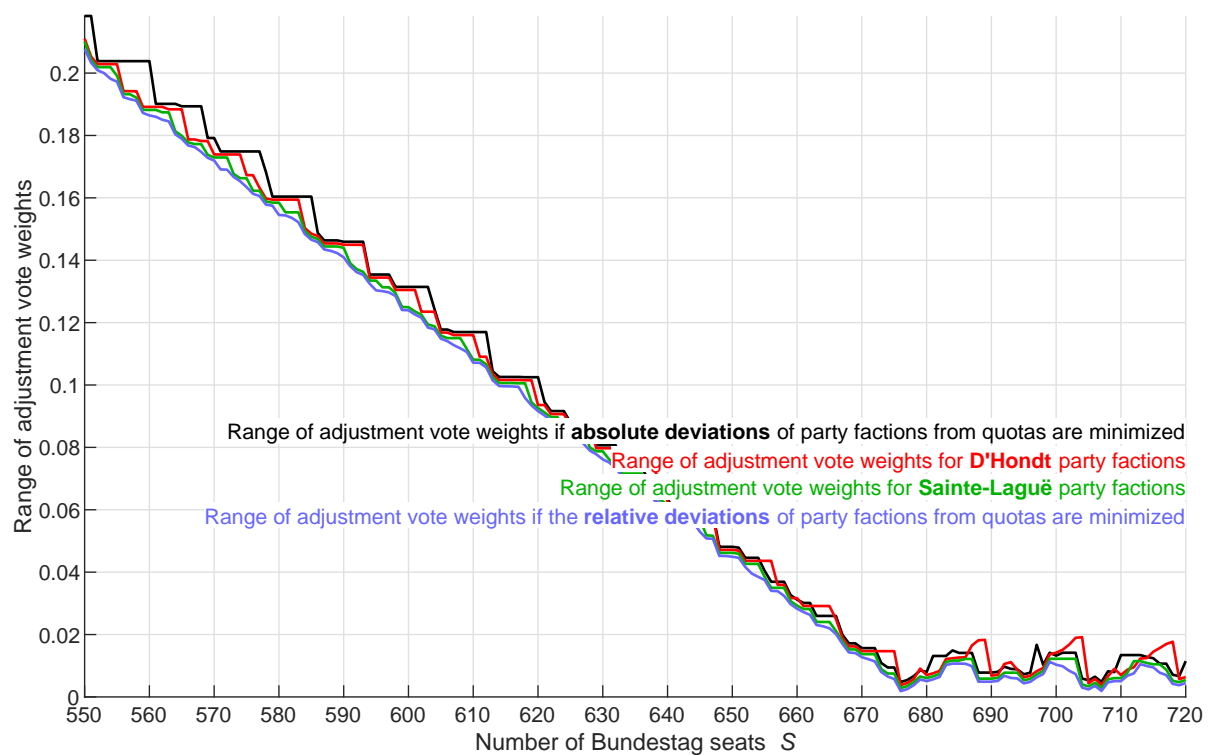 0.2
0.18
0.16
0.14
0.12
0.1
0.08
0.06
0.04
0.02
0
Range of adjustment vote weights
Range of adjustment vote weights if absolute deviations of party factions from quotas are minimized
Range of adjustment vote weights for D'Hondt party factions
Range of adjustment vote weights for Sainte-Laguë party factions
Range of adjustment vote weights if the relative deviations of party factions from quotas are minimized
550 560 570 580 590 600 610 620 630 640 650 660 670 680 690 700 710 720
Number of Bundestag seats S